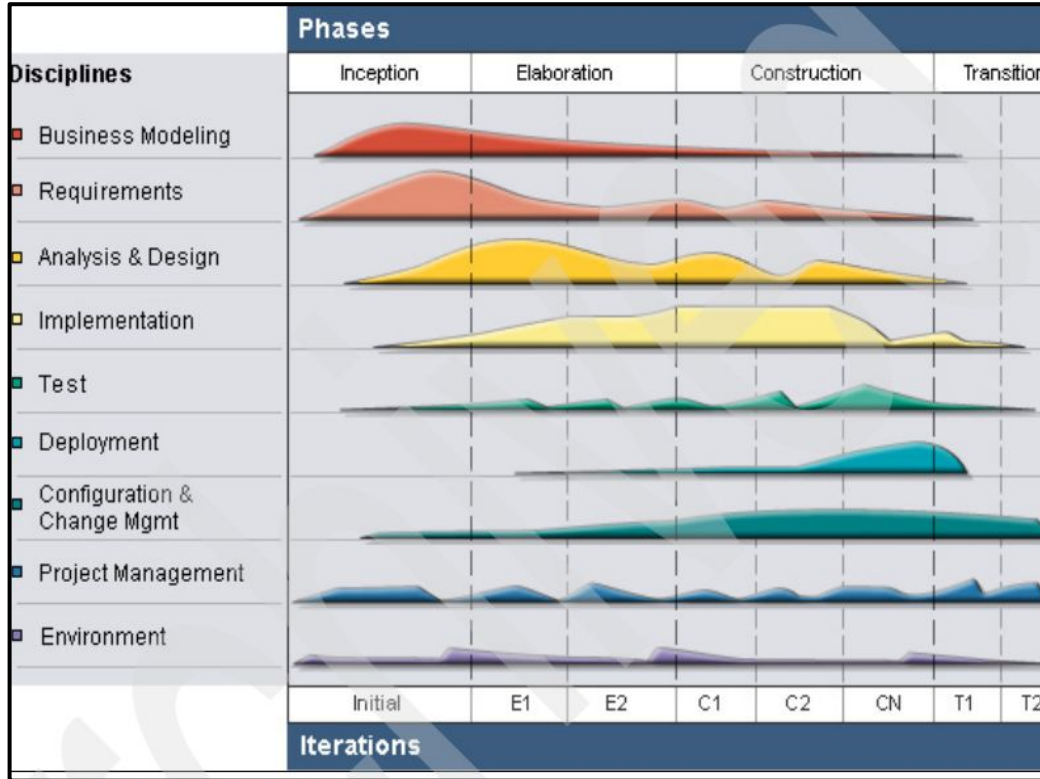 Phases
Disciplines
Inception
Elaboration
Construction
Transition
Business Modeling
Requirements
Analysis & Design
Implementation
Test
Deployment
Configuration &
Change Mgmt
Project Management
Environment
Initial
E1
E2
C1
C2
CN
T1
T2
Iterations